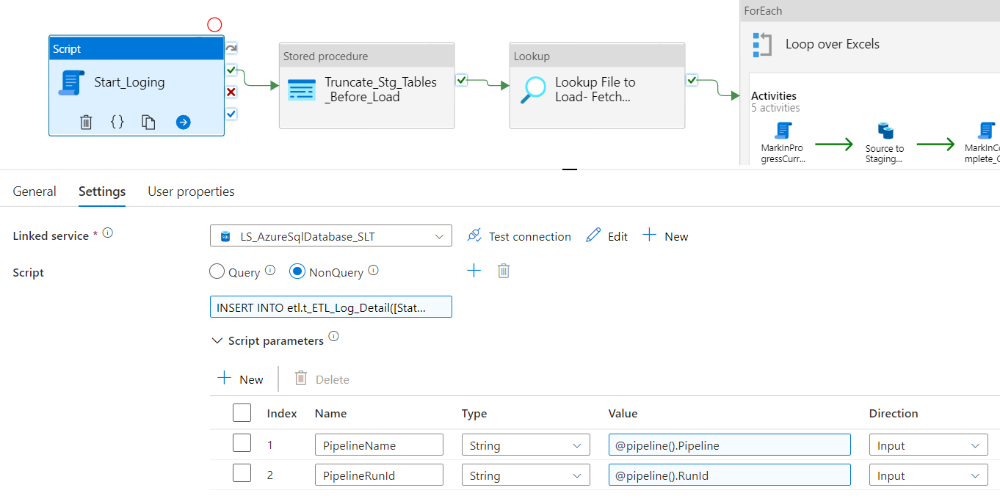 ForEach
Script
Stored procedure
Lookup
Loop over Excels
Start_Loging
Truncate_Stg_Tables
_Before_Load
Lookup File to
Load- Fetch...
Activities
5 activities
MarkInPro
gressCurr...
Source to
Staging...
MarkInCo
mplete_C
General
Settings
User properties
Linked service *
SQL
LS_AzureSqlDatabase_SLT
Test connection
Edit
New
Script
Query
NonQuery
INSERT INTO etl.t_ETL_Log_Detail([Stat...
Script parameters
New
Delete
Index
Name
Type
Value
Direction
1
PipelineName
String
@pipeline().Pipeline
Input
2
PipelineRunId
String
@pipeline().RunId
Input